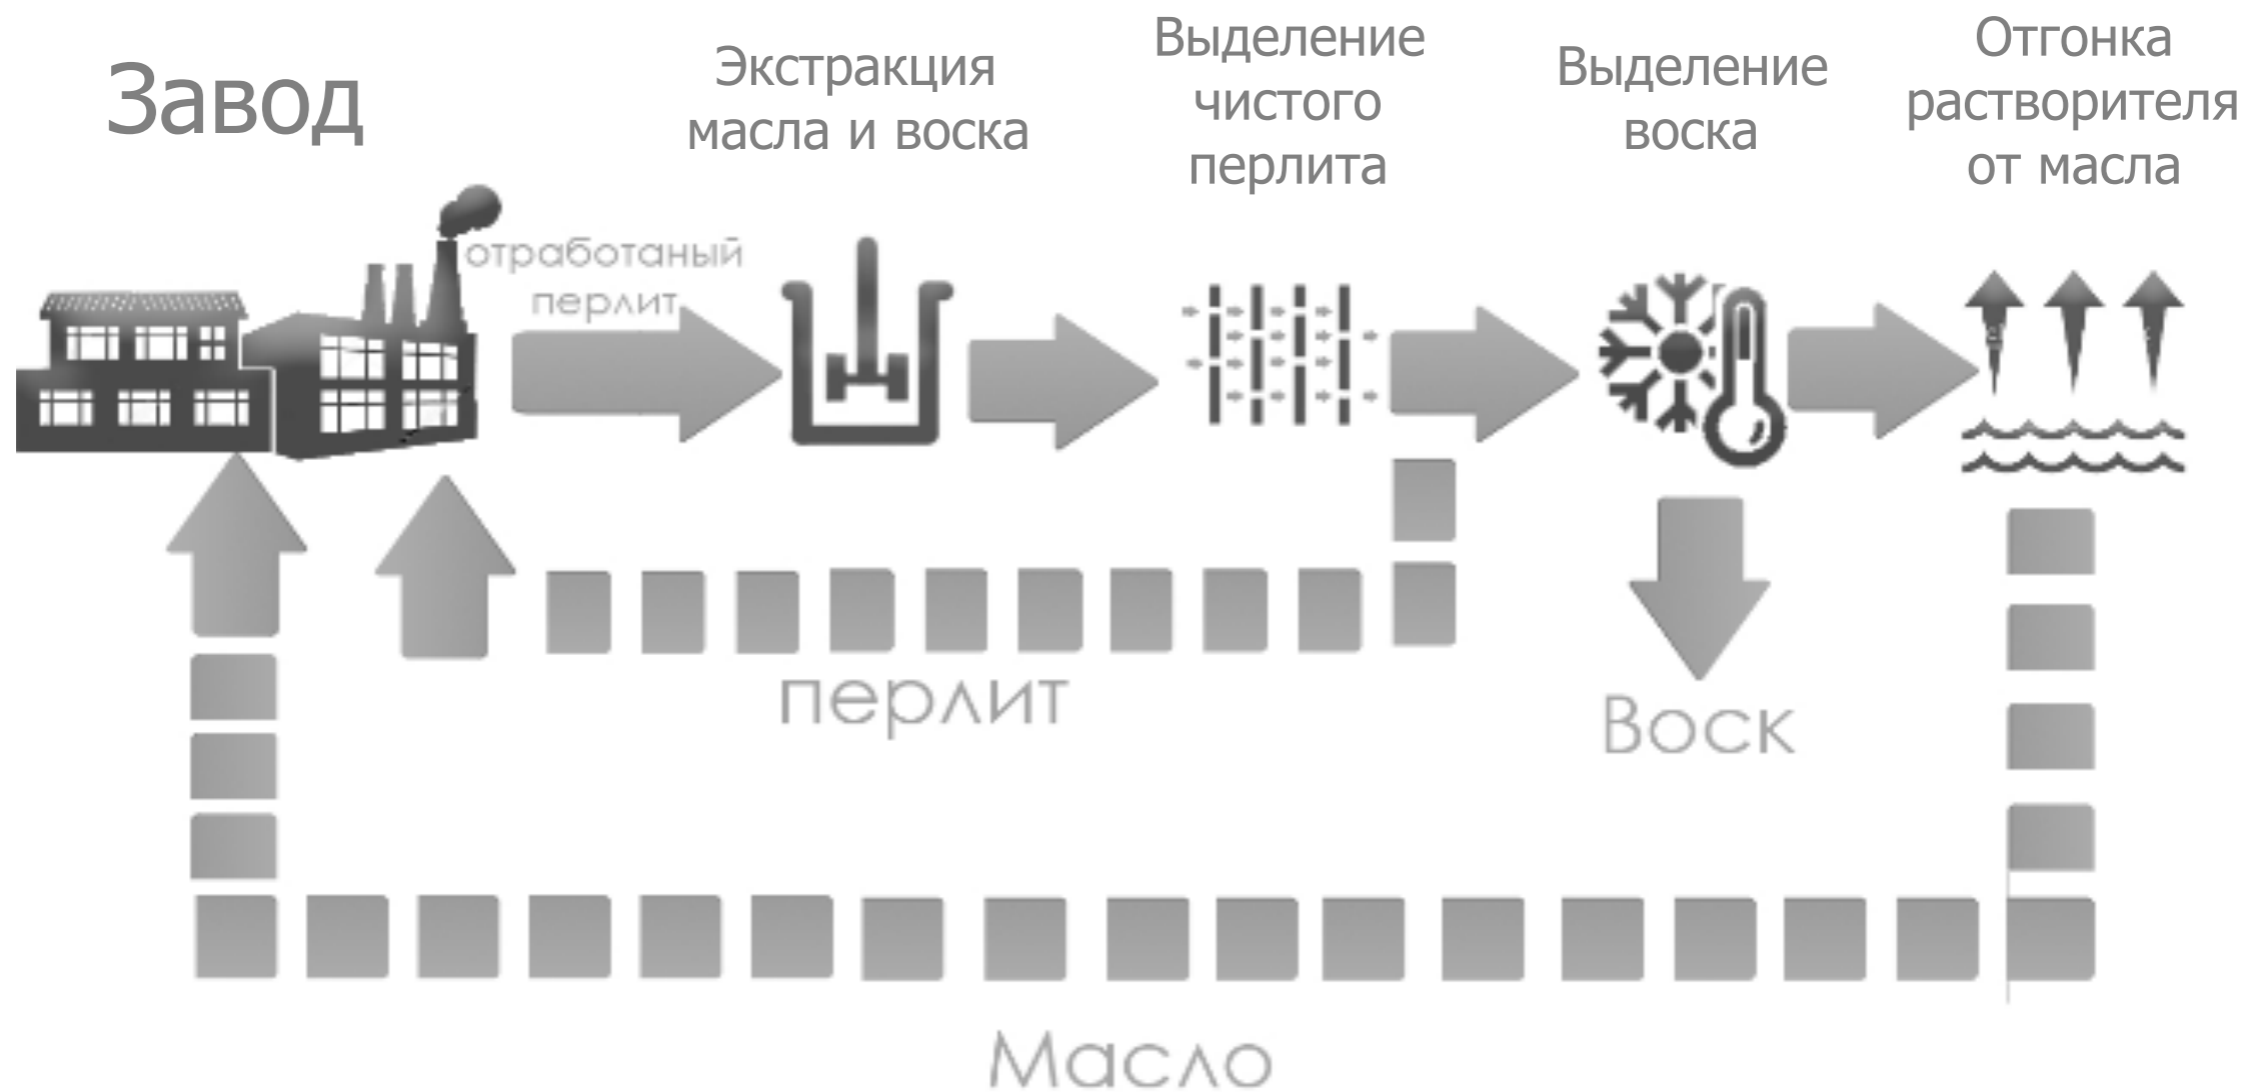 Завод
Экстракция
масла и воска
Выделение
чистого
перлита
Выделение
воска
Отгонка
растворителя
от масла
отработаный
перлит
перлит
Воск
Масло